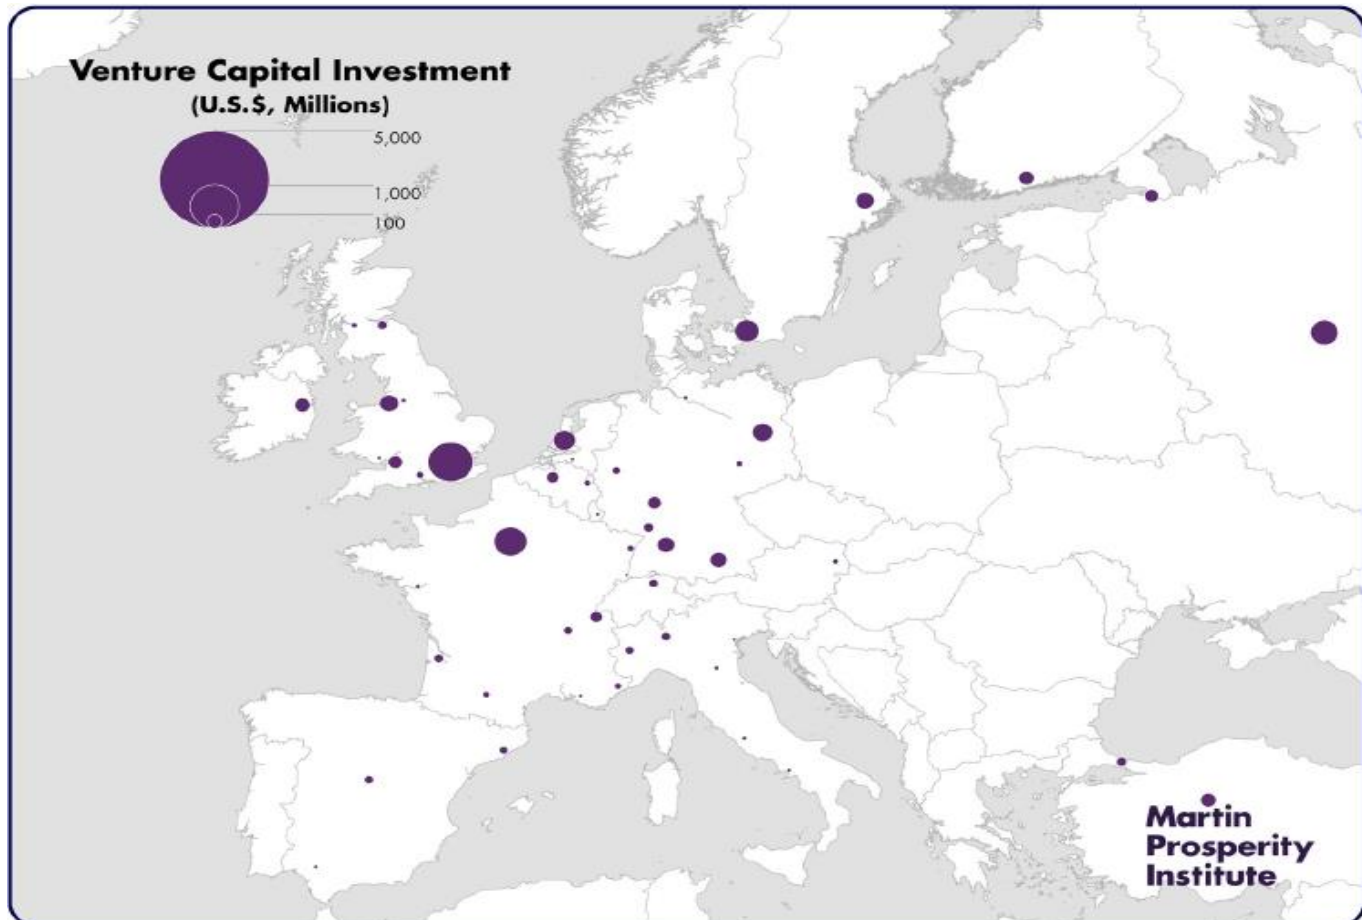 Venture Capital Investment
(U.S.$, Millions)
5,000
1,000
100
Martin
Prosperity
Institute